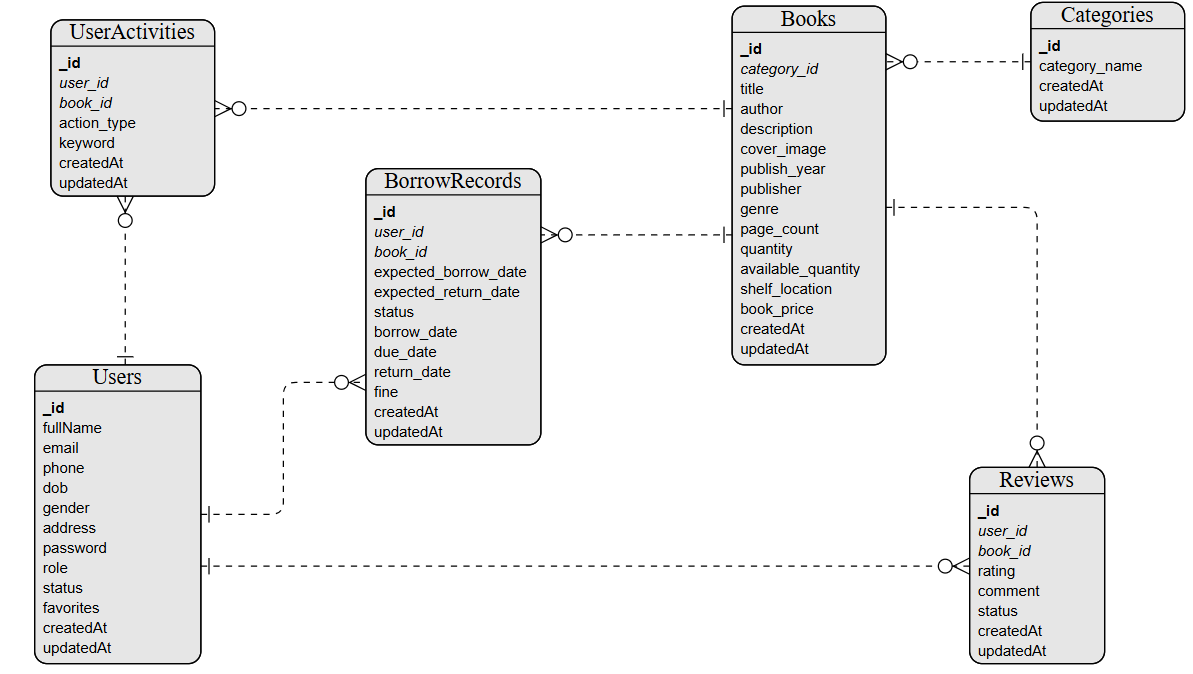 UserActivities
_id
user_id
book_id
action_type
keyword
createdAt
updatedAt
Books
_id
category_id
title
author
description
cover_image
publish_year
publisher
genre
page_count
quantity
available_quantity
shelf_location
book_price
createdAt
updatedAt
Categories
_id
category_name
createdAt
updatedAt
BorrowRecords
_id
user_id
book_id
expected_borrow_date
expected_return_date
status
borrow_date
due_date
return_date
fine
createdAt
updatedAt
Users
_id
fullName
email
phone
dob
gender
address
password
role
status
favorites
createdAt
updatedAt
Reviews
_id
user_id
book_id
rating
comment
status
createdAt
updatedAt